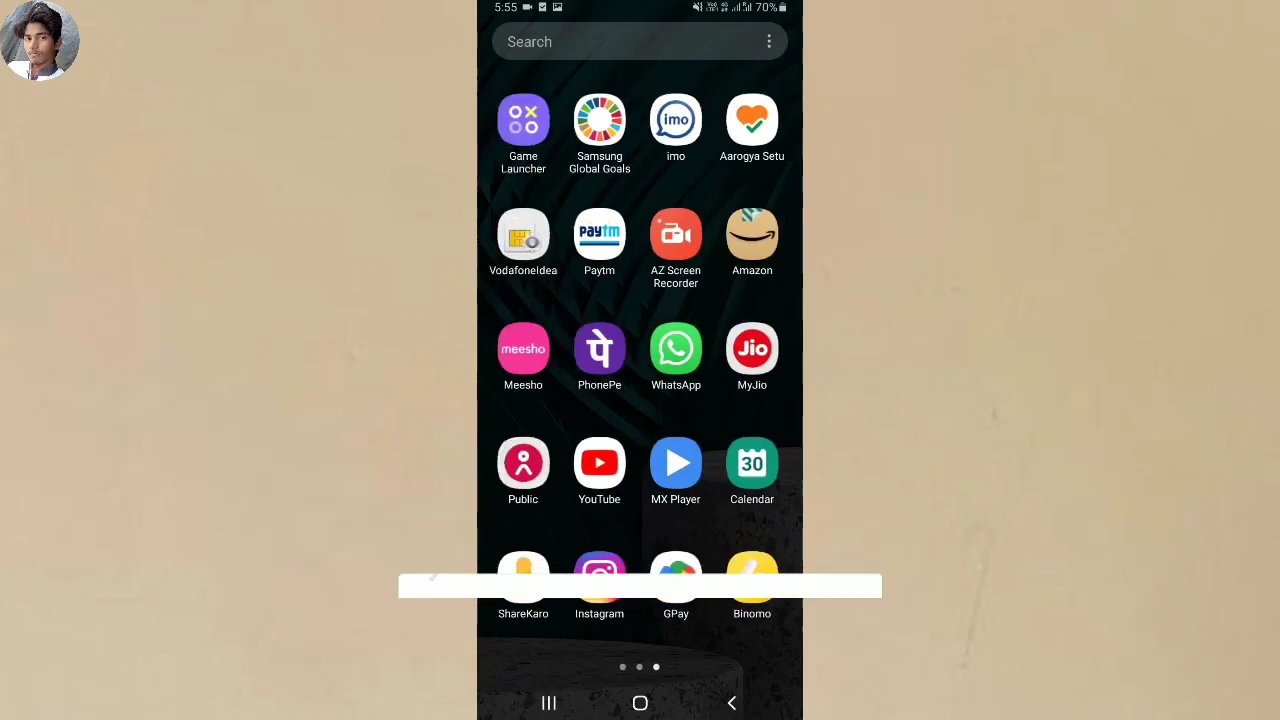 5:55
70%
Search
imo
Game Launcher
Samsung Global Goals
imo
Aarogya Setu
paytm
VodafoneIdea
Paytm
AZ Screen Recorder
Amazon
meesho
पे
Jio
Meesho
PhonePe
WhatsApp
MyJio
30
Public
YouTube
MX Player
Calendar
ShareKaro
Instagram
GPay
Binomo